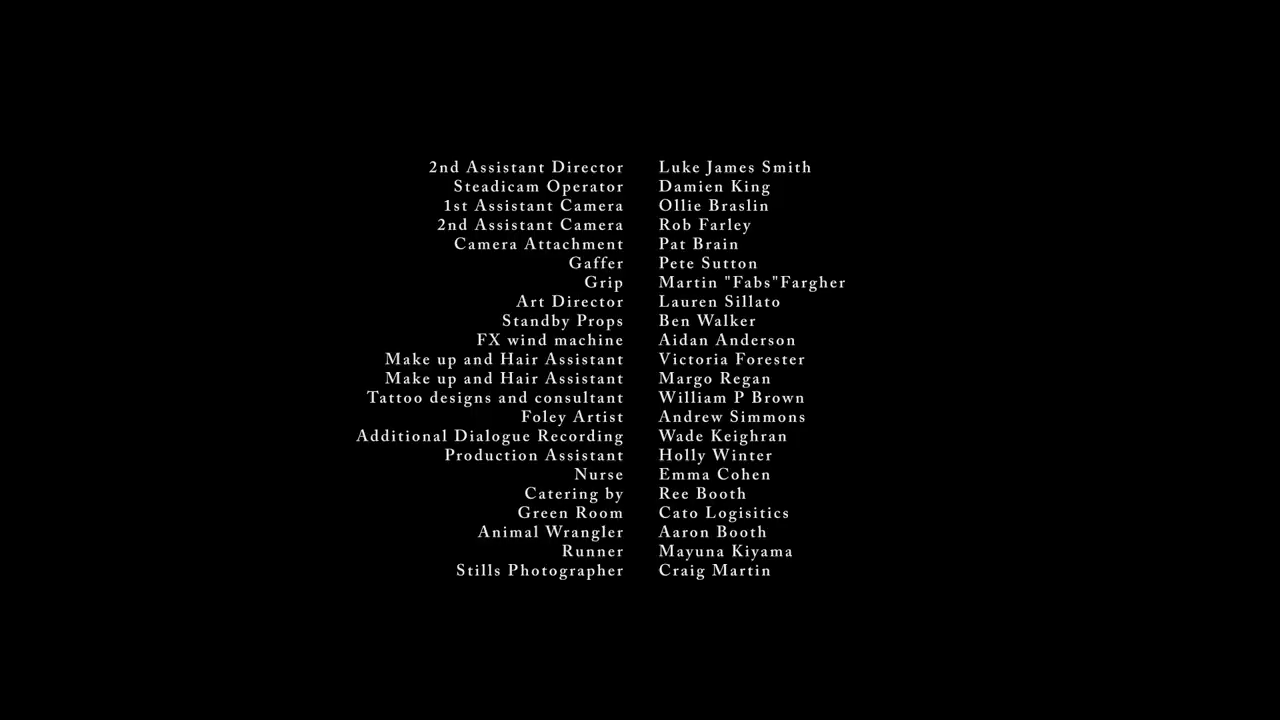 2nd Assistant Director Luke James Smith
Steadicam Operator Damien King
1st Assistant Camera Ollie Braslin
2nd Assistant Camera Rob Farley
Camera Attachment Pat Brain
Gaffer Pete Sutton
Grip Martin "Fabs"Fargher
Art Director Lauren Sillato
Standby Props Ben Walker
FX wind machine Aidan Anderson
Make up and Hair Assistant Victoria Forester
Make up and Hair Assistant Margo Regan
Tattoo designs and consultant William P Brown
Foley Artist Andrew Simmons
Additional Dialogue Recording Wade Keighran
Production Assistant Holly Winter
Nurse Emma Cohen
Catering by Ree Booth
Green Room Cato Logisitics
Animal Wrangler Aaron Booth
Runner Mayuna Kiyama
Stills Photographer Craig Martin